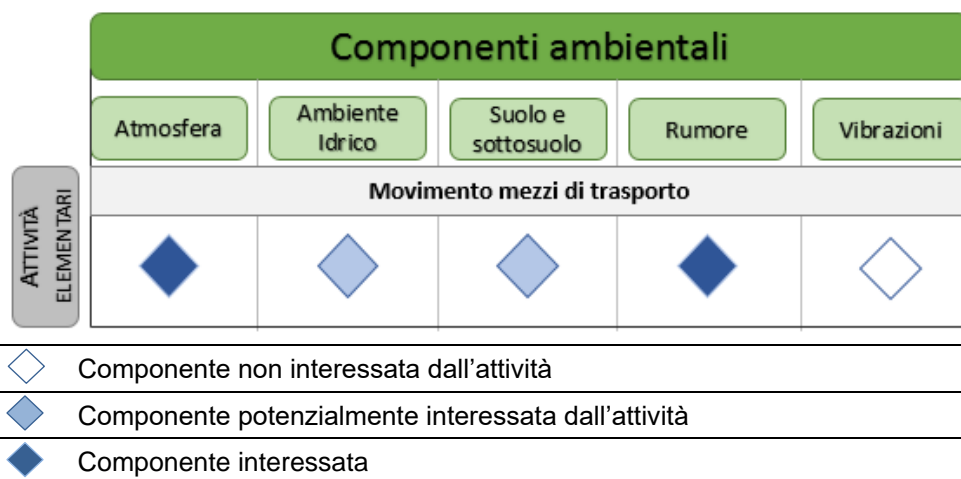 Componenti ambientali
Atmosfera
Ambiente
Idrico
Suolo e
sottosuolo
Rumore
Vibrazioni
ATTIVITÀ
ELEMENTARI
Movimento mezzi di trasporto
Componente non interessata dall'attività
Componente potenzialmente interessata dall'attività
Componente interessata